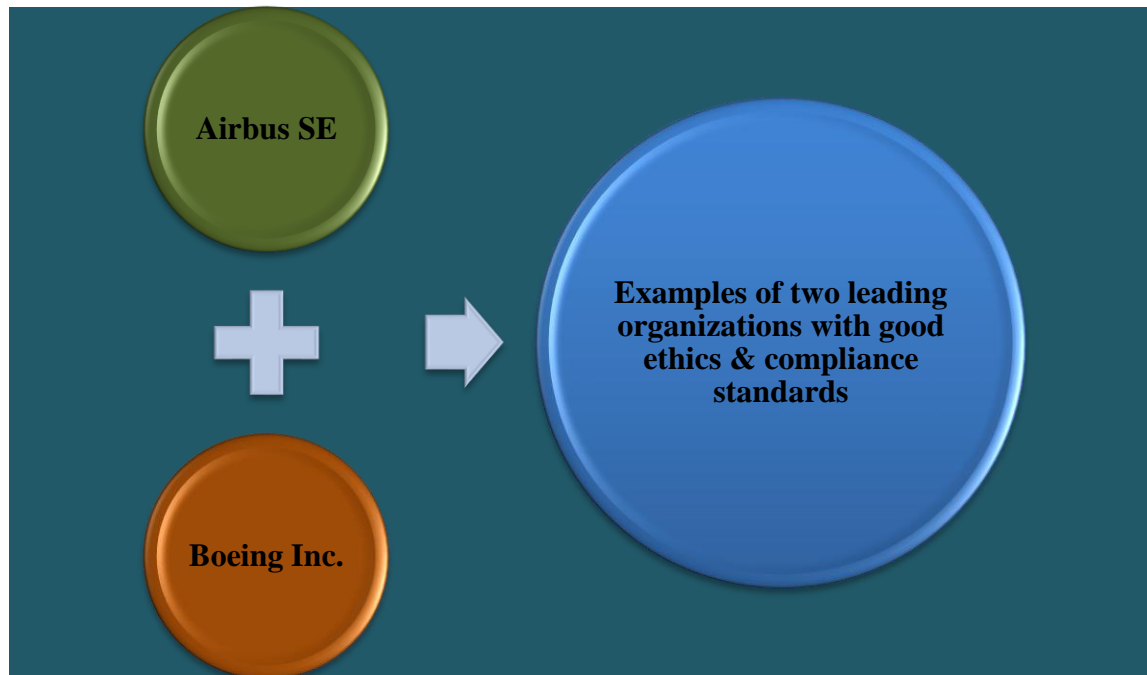 Airbus SE
Boeing Inc.
Examples of two leading
organizations with good
ethics & compliance
standards